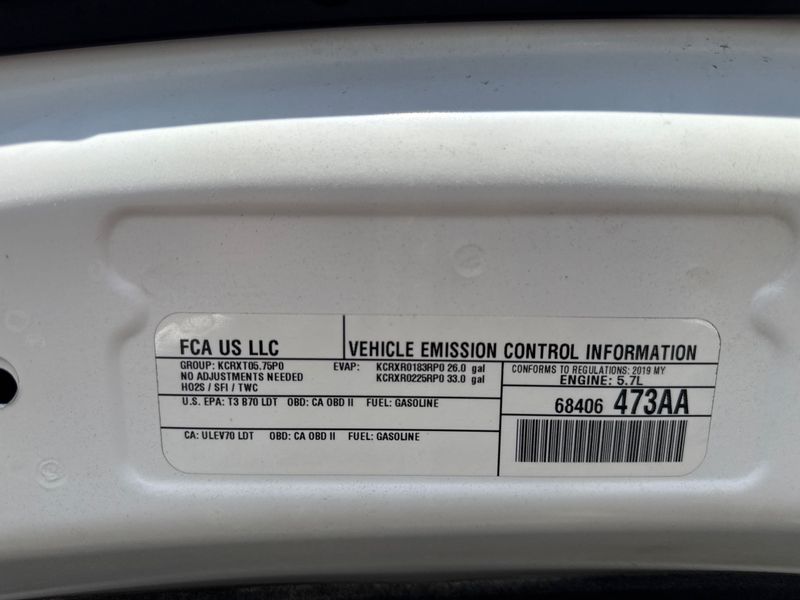 FCA US LLC
VEHICLE EMISSION CONTROL INFORMATION
GROUP: KCRXT05.75P0 EVAP: KCRXR0183RP0 26.0 gal
NO ADJUSTMENTS NEEDED KCRXR0225RP0 33.0 gal
HO2S / SFI / TWC
CONFORMS TO REGULATIONS: 2019 MY
ENGINE: 5.7L
U.S. EPA: T3 B70 LDT OBD: CA OBD II FUEL: GASOLINE
68406 473AA
CA: ULEV70 LDT OBD: CA OBD II FUEL: GASOLINE